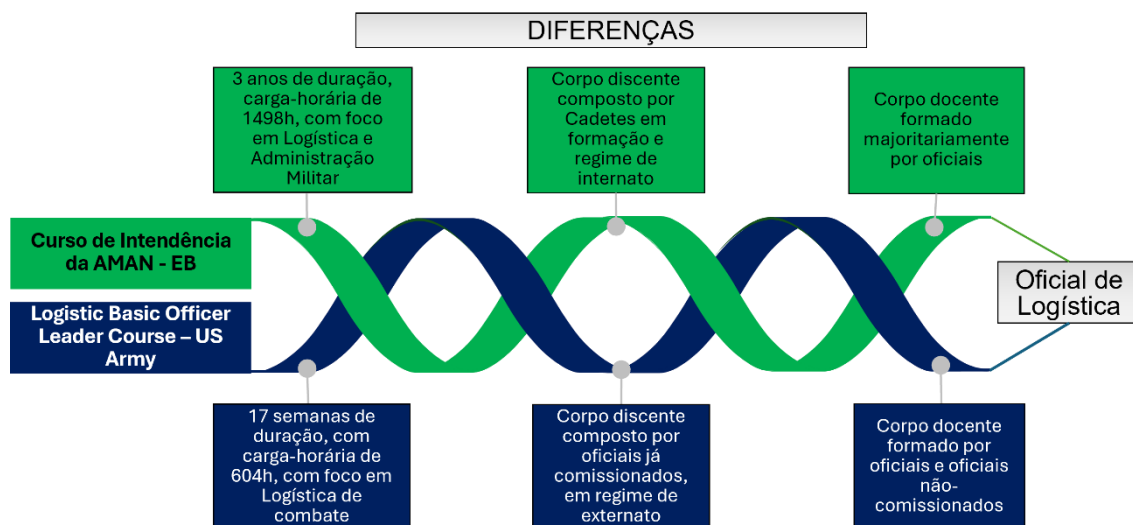 DIFERENÇAS
3 anos de duração,
carga-horária de
1498h, com foco em
Logística e
Administração
Militar
Corpo discente
composto por
Cadetes em
formação e
regime de
internato
Corpo docente
formado
majoritariamente
por oficiais
Curso de Intendência
da AMAN - EB
Logistic Basic Officer
Leader Course – US
Army
Oficial de
Logística
17 semanas de
duração, com
carga-horária de
604h, com foco em
Logística de
combate
Corpo discente
composto por
oficiais já
comissionados,
em regime de
externato
Corpo docente
formado por
oficiais e oficiais
não-
comissionados